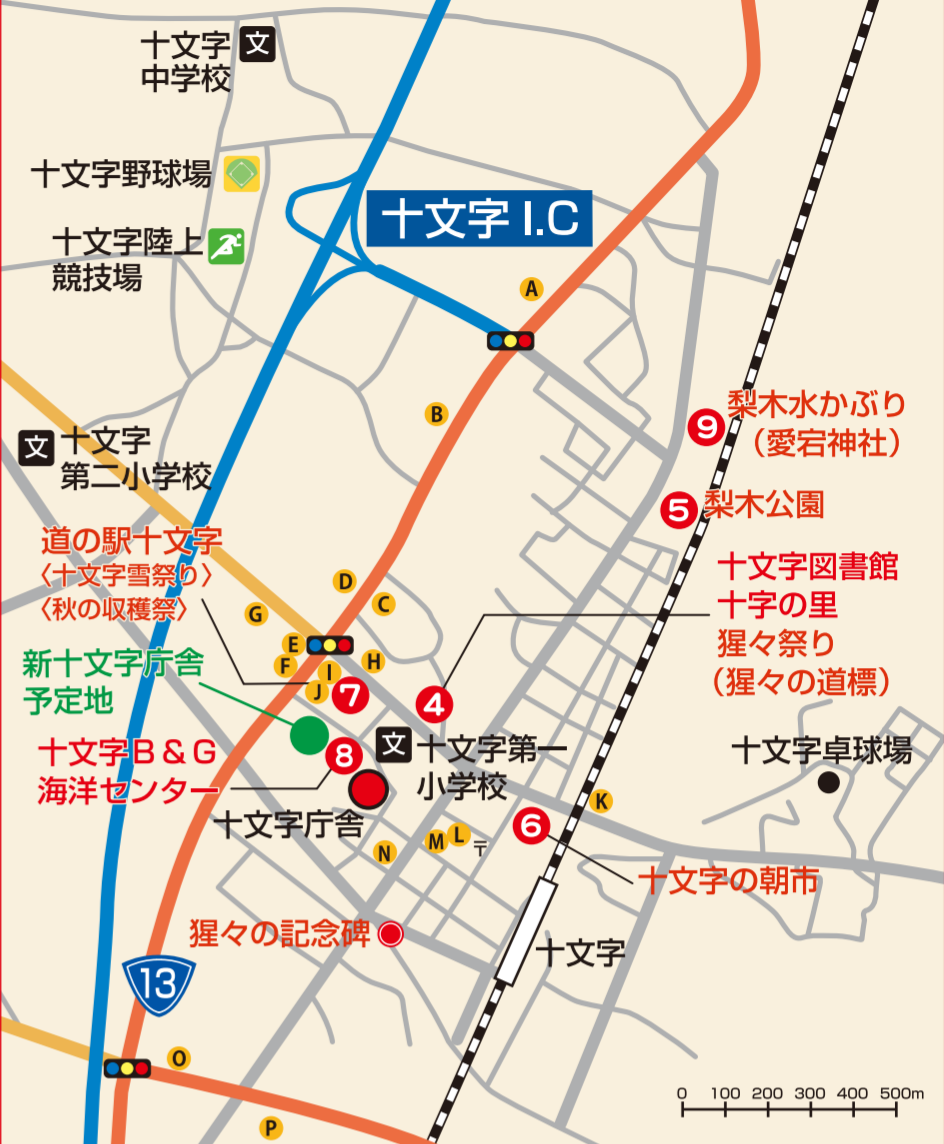 十文字
中学校
文
十文字野球場
十文字 I.C
十文字陸上
競技場
A
B
9
梨木水かぶり
（愛宕神社）
文
十文字
第二小学校
5
梨木公園
道の駅十文字
〈十文字雪祭り〉
〈秋の収穫祭〉
十文字図書館
十字の里
猩々祭り
（猩々の道標）
D
C
G
E
F
H
I
J
7
4
新十文字庁舎
予定地
8
文
十文字第一
小学校
十文字B＆G
海洋センター
十文字庁舎
十文字卓球場
K
6
L
M
〒
N
十文字の朝市
猩々の記念碑
十文字
13
O
P
0 100 200 300 400 500m